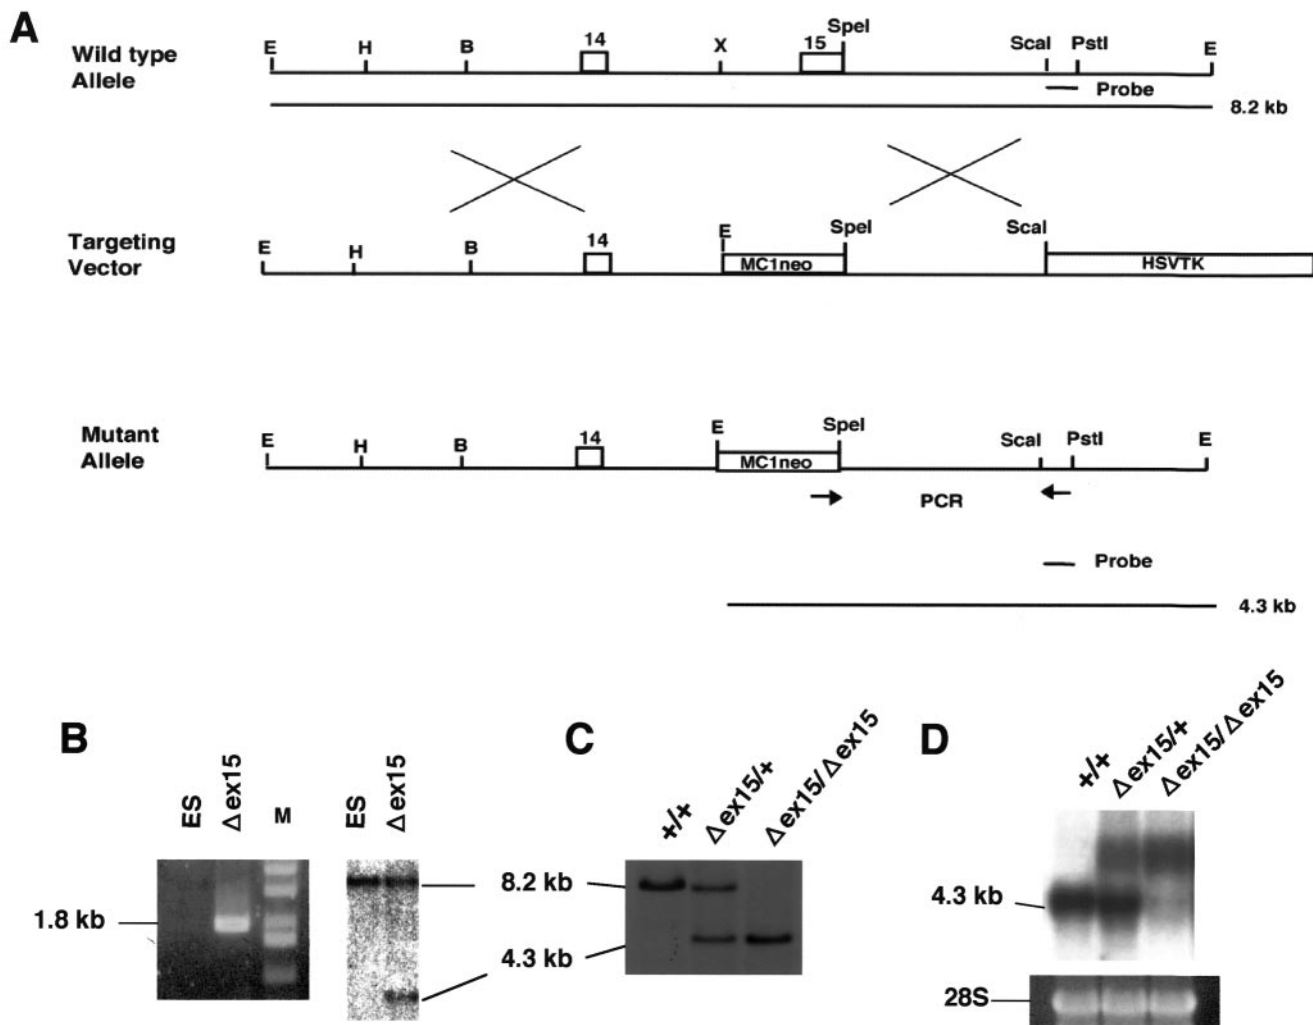 A
Wild type
Allele
E H B 14 X 15 SpeI ScaI PstI E
Probe
8.2 kb
Targeting
Vector
E H B 14 E SpeI ScaI
MC1neo HSVTK
Mutant
Allele
E H B 14 E SpeI ScaI PstI E
MC1neo
PCR
Probe
4.3 kb
B
ES Δex15 M
1.8 kb
ES Δex15
8.2 kb
4.3 kb
C
+/+ Δex15/+ Δex15/Δex15
D
+/+ Δex15/+ Δex15/Δex15
4.3 kb
28S